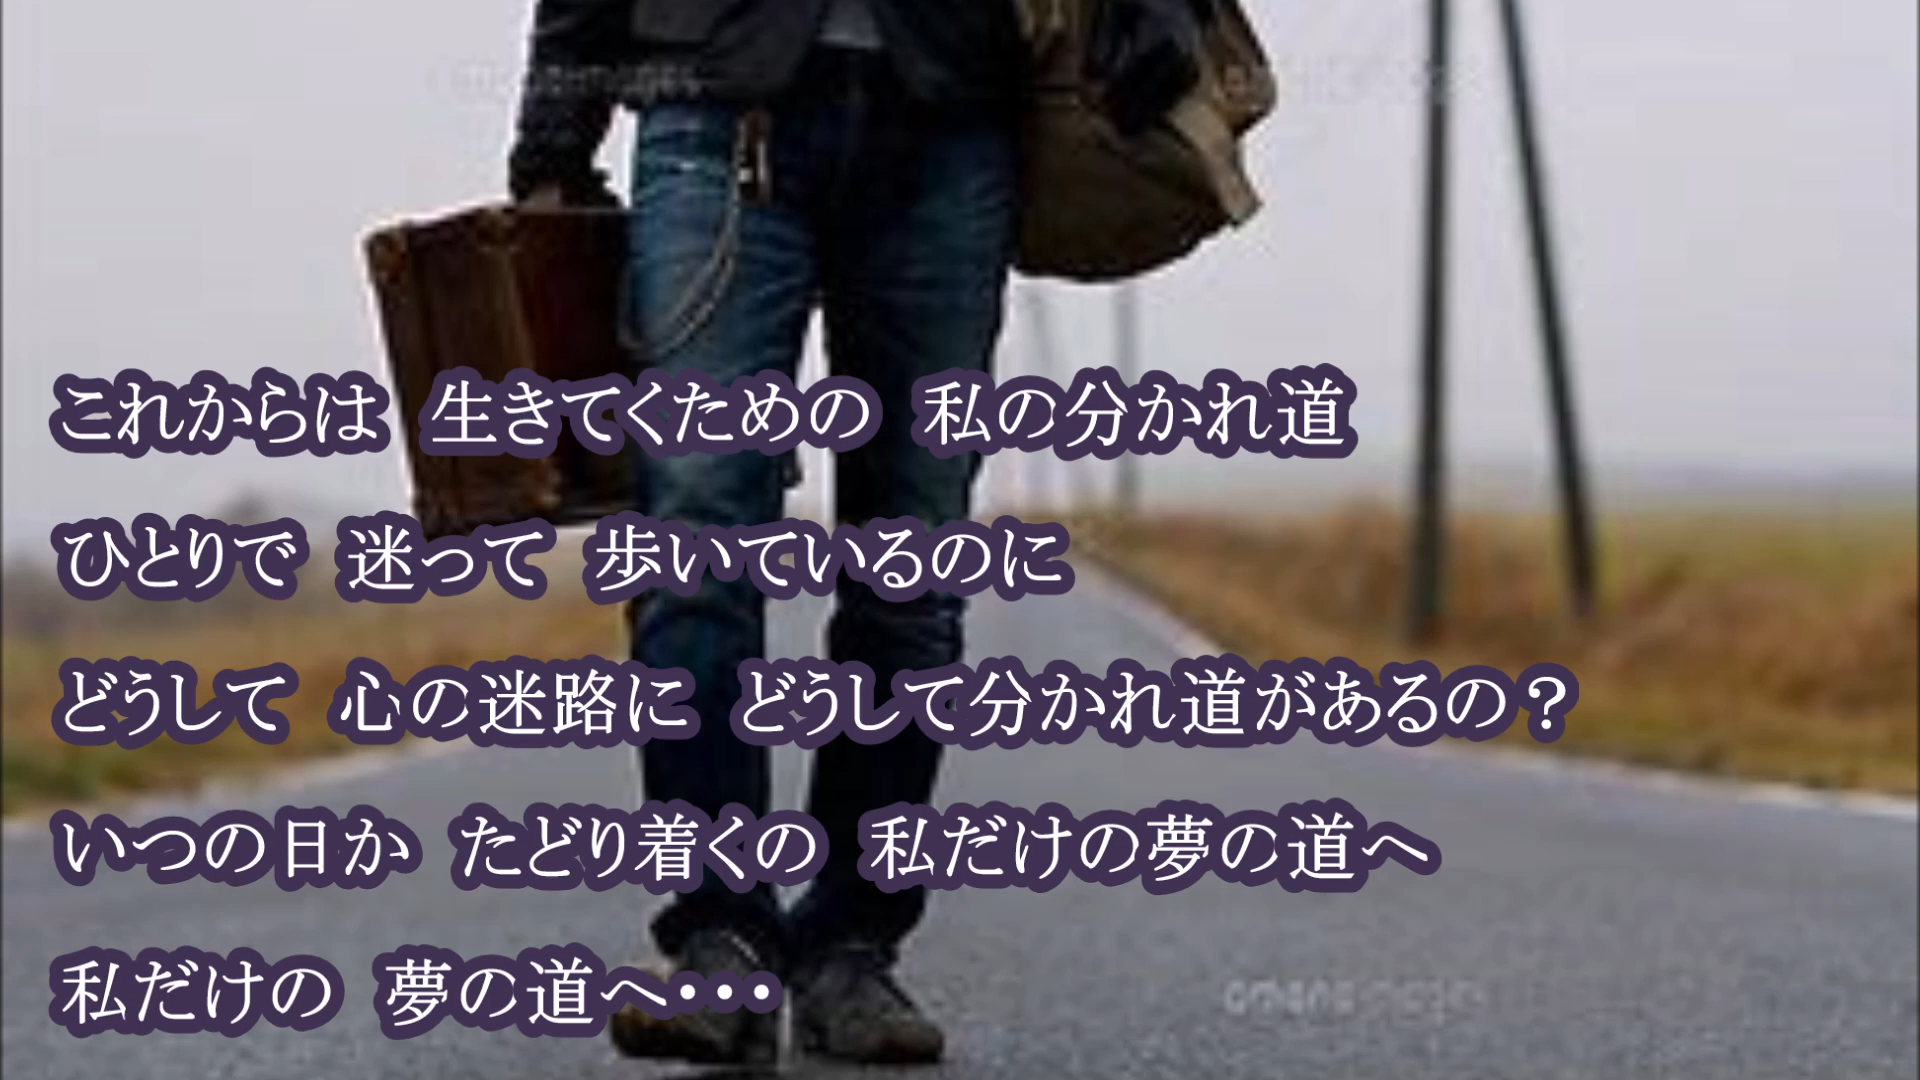 これからは　生きてくための　私の分かれ道
ひとりで　迷って　歩いているのに
どうして　心の迷路に　どうして分かれ道があるの？
いつの日か　たどり着くの　私だけの夢の道へ
私だけの　夢の道へ・・・